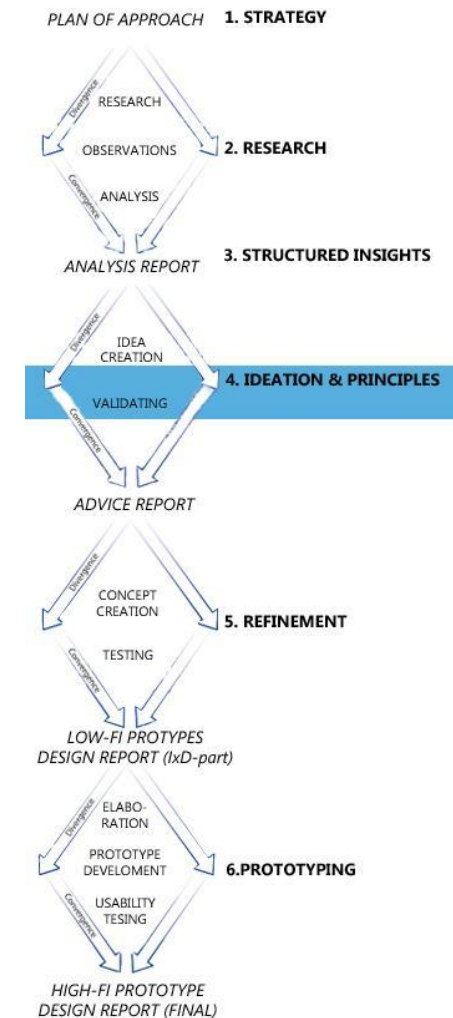 PLAN OF APPROACH 1. STRATEGY
Divergence
RESEARCH
OBSERVATIONS
2. RESEARCH
Convergence
ANALYSIS
3. STRUCTURED INSIGHTS
ANALYSIS REPORT
Divergence
IDEA
CREATION
4. IDEATION & PRINCIPLES
VALIDATING
Convergence
ADVICE REPORT
Divergence
CONCEPT
CREATION
5. REFINEMENT
TESTING
Convergence
LOW-FI PROTYPES
DESIGN REPORT (IxD-part)
Divergence
ELABO-
RATION
PROTOTYPE
DEVELOMENT
6.PROTOTYPING
Convergence
USABILITY
TESING
HIGH-FI PROTOTYPE
DESIGN REPORT (FINAL)